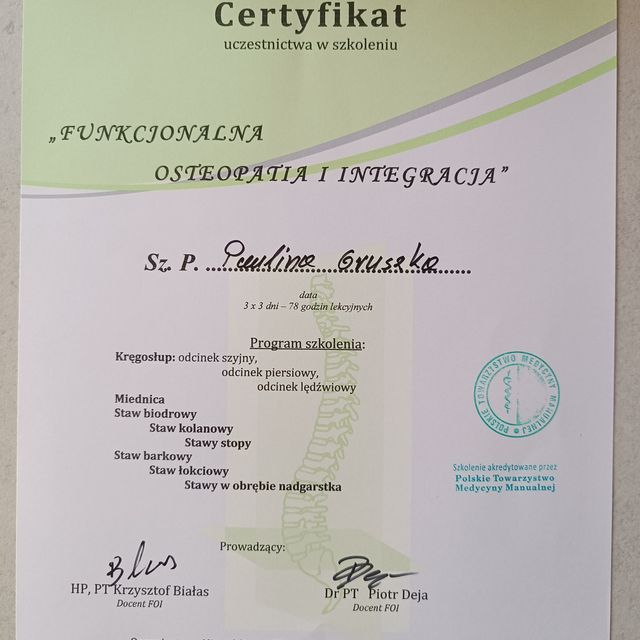 Certyfikat
uczestnictwa w szkoleniu
„FUNKCJONALNA
OSTEOPATIA I INTEGRACJA”
Sz. P. Paulina Gruszka
data
3 x 3 dni – 78 godzin lekcyjnych
Program szkolenia:
Kręgosłup: odcinek szyjny,
odcinek piersiowy,
odcinek lędźwiowy
Miednica
Staw biodrowy
Staw kolanowy
Stawy stopy
Staw barkowy
Staw łokciowy
Stawy w obrębie nadgarstka
POLSKIE TOWARZYSTWO MEDYCYNY MANUALNEJ
Szkolenie akredytowane przez
Polskie Towarzystwo
Medycyny Manualnej
Prowadzący:
HP, PT Krzysztof Białas
Docent FOI
Dr PT Piotr Deja
Docent FOI